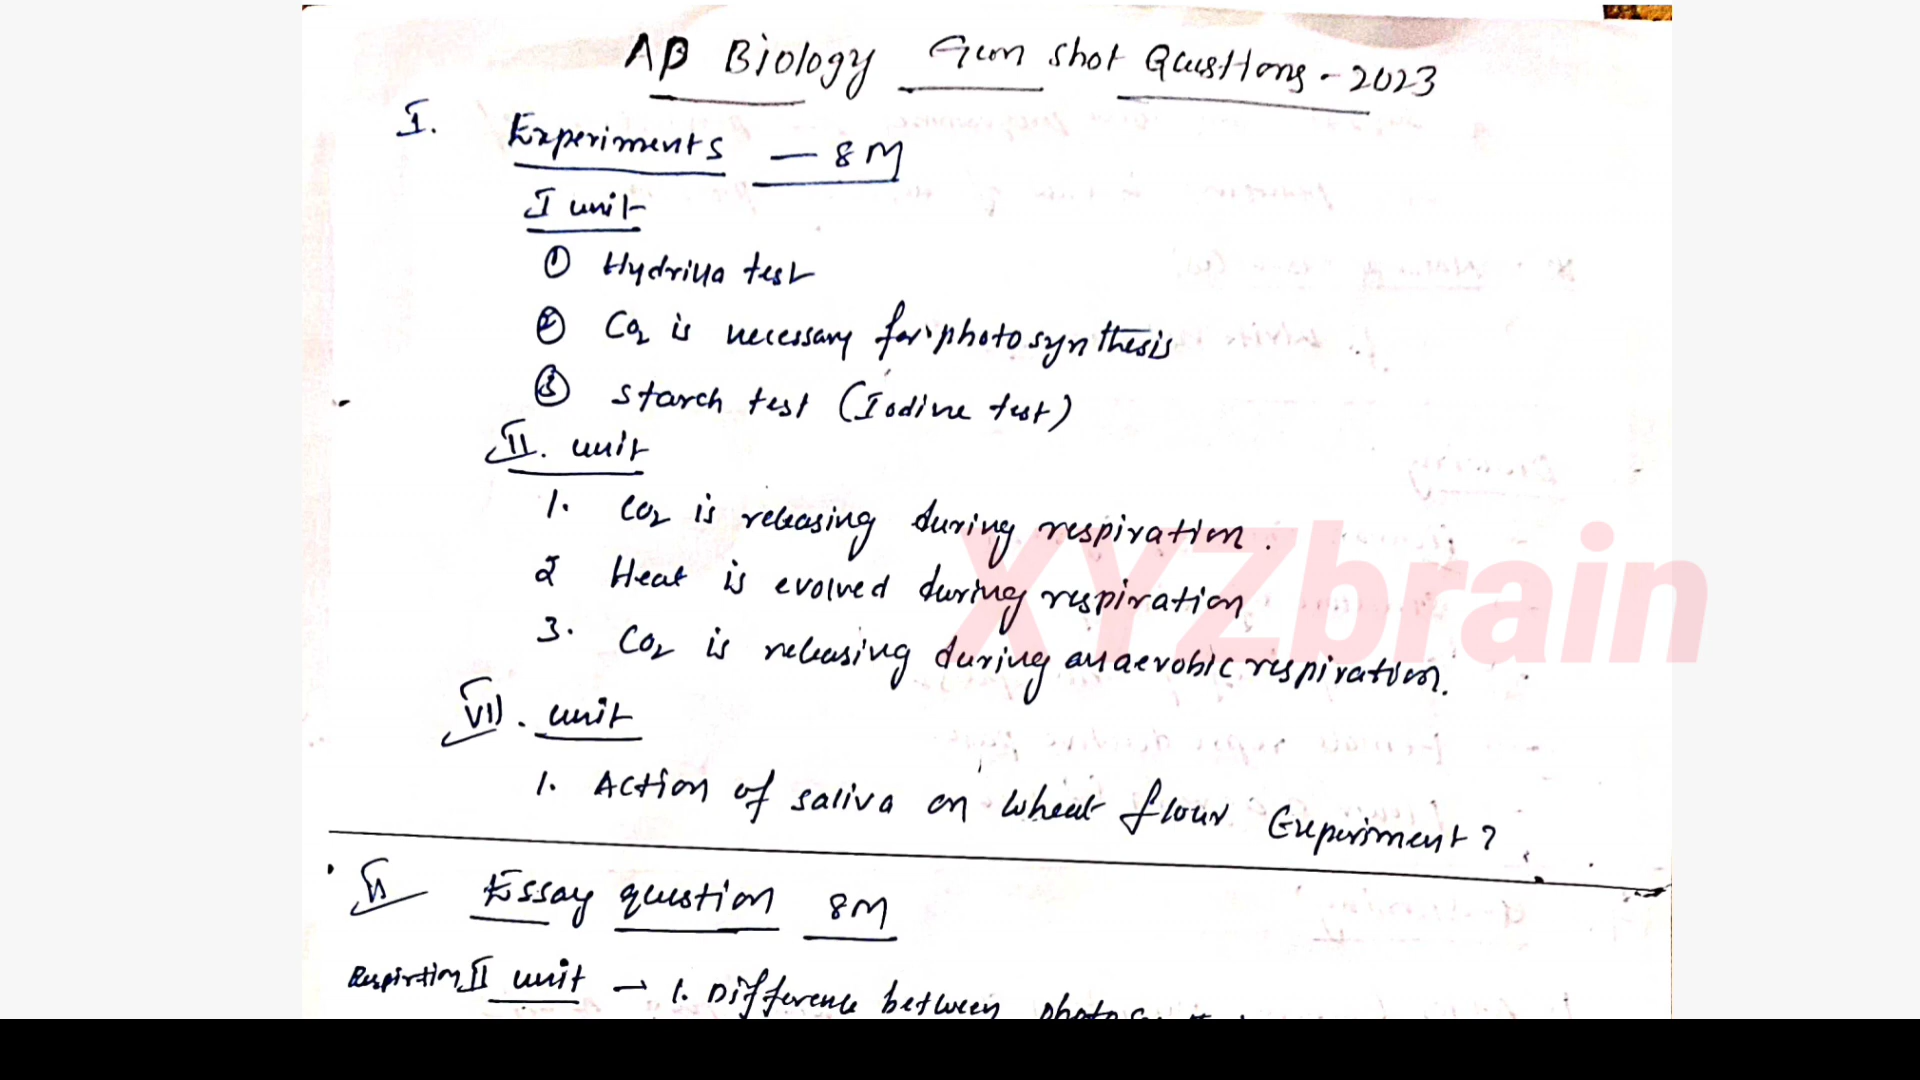 AP Biology Gun shot Questions - 2023
I. Experiments — 8M
I unit
① Hydrilla test
② CO2 is necessary for photosynthesis
③ Starch test (Iodine test)
II. unit
1. CO2 is releasing during respiration.
2 Heat is evolved during respiration
3. CO2 is releasing during anaerobic respiration.
XYZbrain
VII. unit
1. Action of saliva on wheat flour Experiment?
II Essay question 8M
Respirtion II unit → 1. Difference between